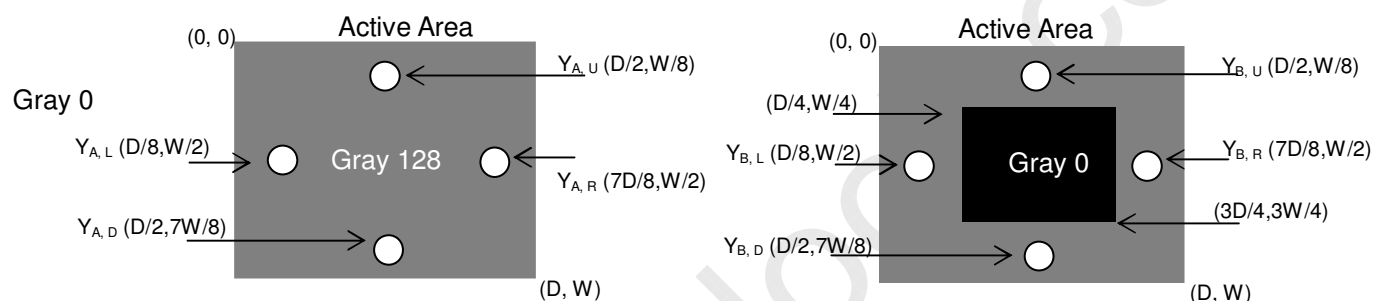 Active Area
(0, 0)
Y_A, U (D/2,W/8)
Gray 0
Y_A, L (D/8,W/2)
Gray 128
Y_A, R (7D/8,W/2)
Y_A, D (D/2,7W/8)
(D, W)
Active Area
(0, 0)
Y_B, U (D/2,W/8)
(D/4,W/4)
Y_B, L (D/8,W/2)
Gray 0
Y_B, R (7D/8,W/2)
(3D/4,3W/4)
Y_B, D (D/2,7W/8)
(D, W)